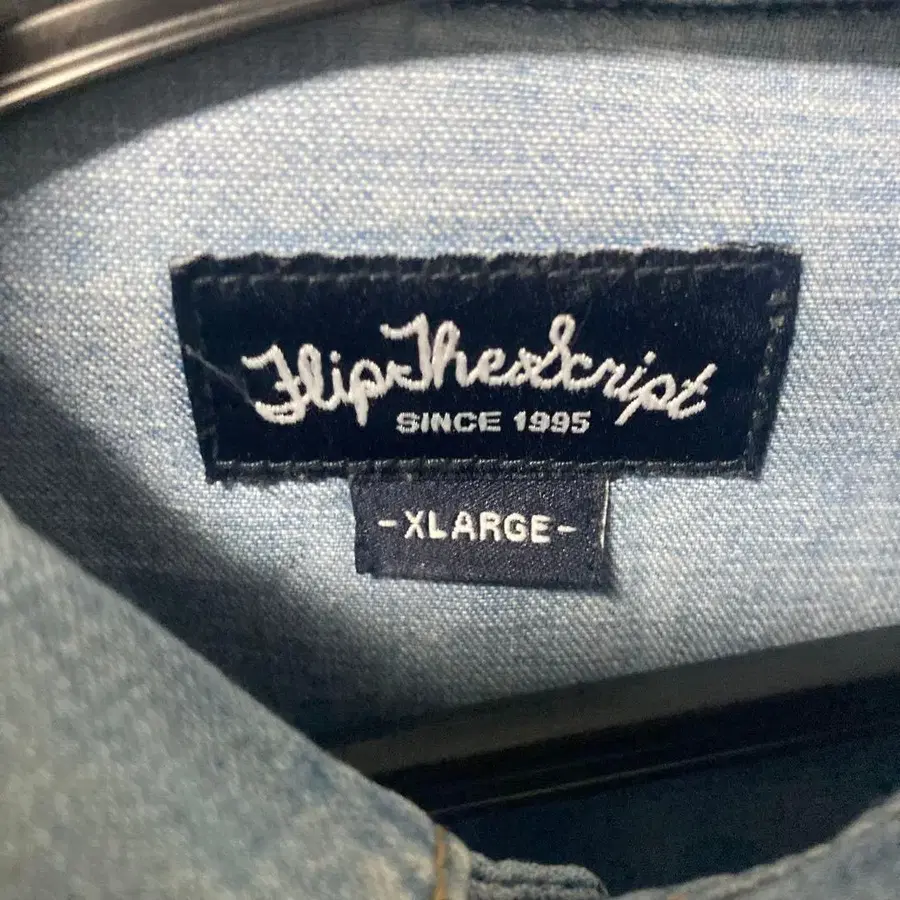 FlipTheScript
SINCE 1995
-XLARGE-